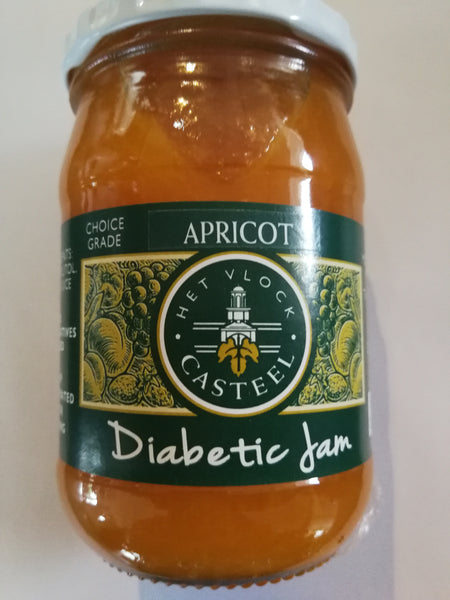 CHOICE
GRADE
APRICOT
HET VLOCK
CASTEEL
Diabetic Jam